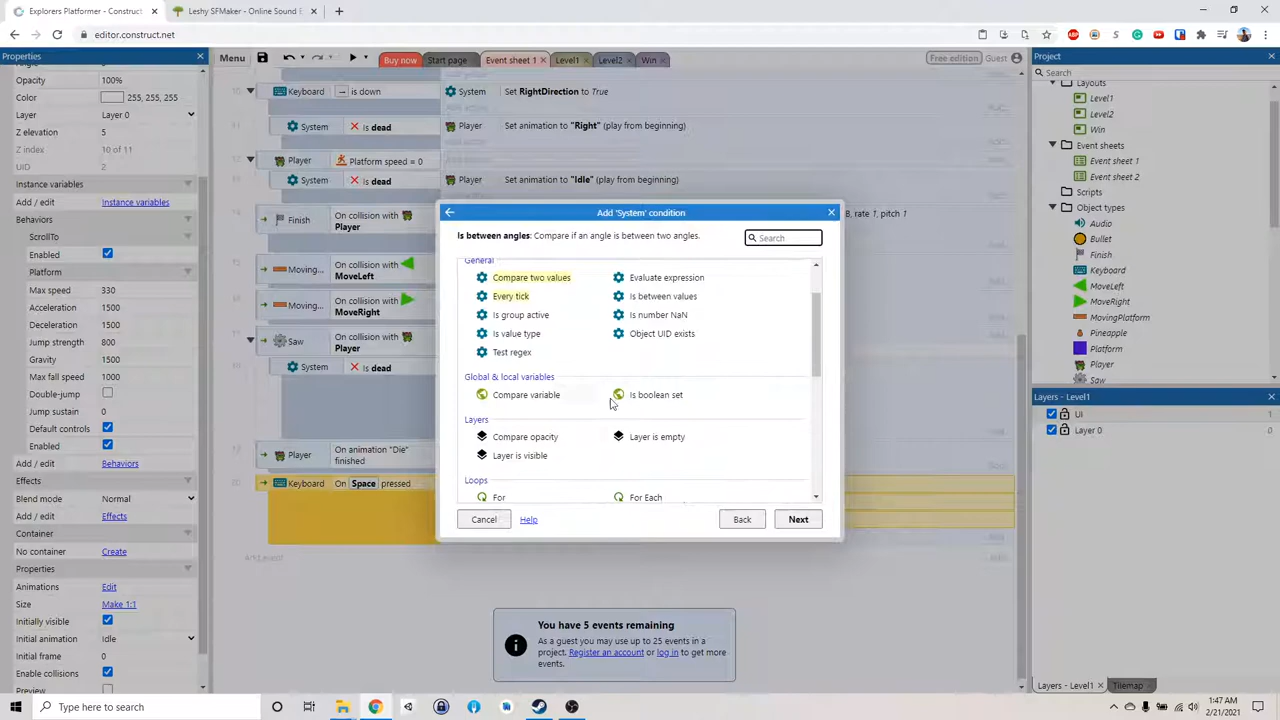 Explorers Platformer - Construct
Leshy SFMaker - Online Sound E
editor.construct.net
Properties
Menu
Buy now
Start page
Event sheet 1
Level1
Level2
Win
Free edition
Guest
Project
Opacity 100%
Color 255, 255, 255
Layer Layer 0
Z elevation 5
Z index 10 of 11
UID 2
Instance variables
Add / edit Instance variables
Behaviors
ScrollTo
Enabled
Platform
Max speed 330
Acceleration 1500
Deceleration 1500
Jump strength 800
Gravity 1500
Max fall speed 1000
Double-jump
Jump sustain 0
Default controls
Enabled
Add / edit Behaviors
Effects
Blend mode Normal
Add / edit Effects
Container
No container Create
Properties
Animations Edit
Size Make 1:1
Initially visible
Initial animation Idle
Initial frame 0
Enable collisions
Preview
Keyboard → is down
System Set RightDirection to True
System Is dead
Player Set animation to "Right" (play from beginning)
Player Platform speed = 0
System Is dead
Player Set animation to "Idle" (play from beginning)
Finish On collision with Player
B, rate 1, pitch 1
Moving... On collision with MoveLeft
Moving... On collision with MoveRight
Saw On collision with Player
System Is dead
Player On animation "Die" finished
Keyboard On Space pressed
Add event
Add 'System' condition
Is between angles: Compare if an angle is between two angles.
Search
General
Compare two values Evaluate expression
Every tick Is between values
Is group active Is number NaN
Is value type Object UID exists
Test regex
Global & local variables
Compare variable Is boolean set
Layers
Compare opacity Layer is empty
Layer is visible
Loops
For For Each
Cancel Help Back Next
You have 5 events remaining
As a guest you may use up to 25 events in a
project. Register an account or log in to get more
events.
Search
Layouts
Level1
Level2
Win
Event sheets
Event sheet 1
Event sheet 2
Scripts
Object types
Audio
Bullet
Finish
Keyboard
MoveLeft
MoveRight
MovingPlatform
Pineapple
Platform
Player
Saw
Layers - Level1
UI 1
Layer 0 0
Layers - Level1 Tilemap
Type here to search
1:47 AM
2/21/2021